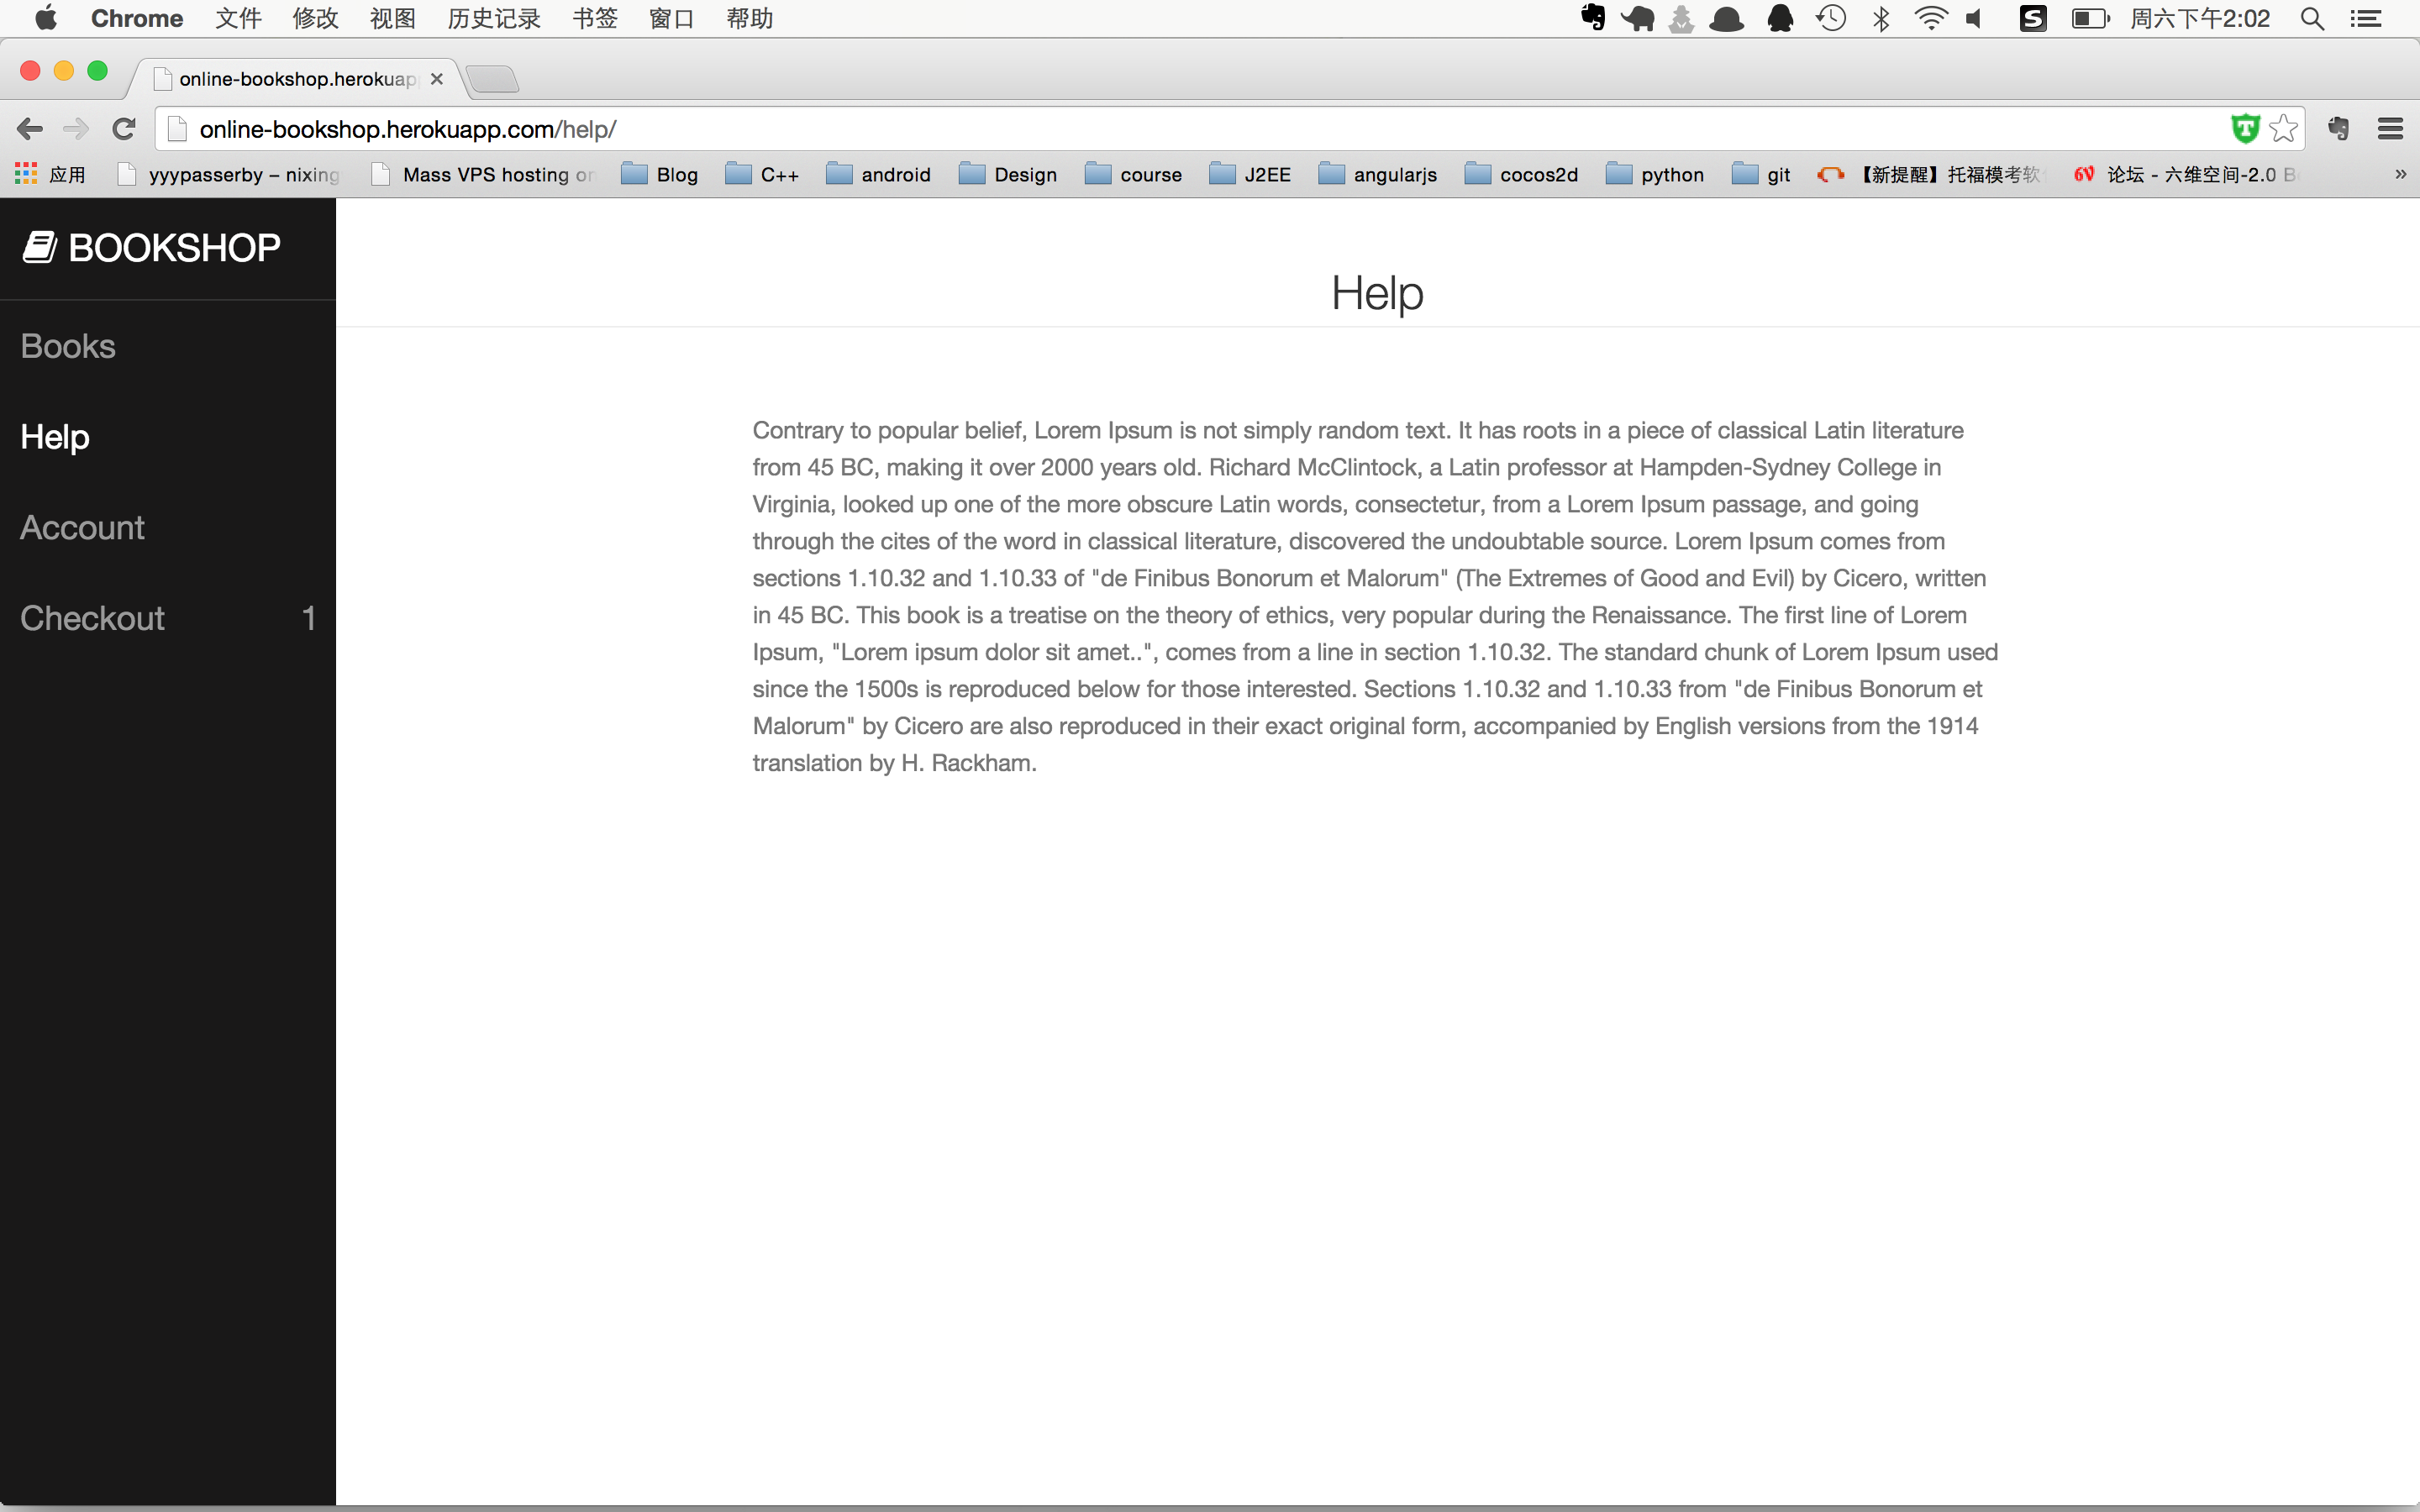 Chrome 文件 修改 视图 历史记录 书签 窗口 帮助 周六下午2:02
online-bookshop.herokuap
online-bookshop.herokuapp.com/help/
应用 yyypasserby – nixing Mass VPS hosting on Blog C++ android Design course J2EE angularjs cocos2d python git 【新提醒】托福模考软 论坛 - 六维空间-2.0 B »
BOOKSHOP
Books
Help
Account
Checkout 1
Help
Contrary to popular belief, Lorem Ipsum is not simply random text. It has roots in a piece of classical Latin literature
from 45 BC, making it over 2000 years old. Richard McClintock, a Latin professor at Hampden-Sydney College in
Virginia, looked up one of the more obscure Latin words, consectetur, from a Lorem Ipsum passage, and going
through the cites of the word in classical literature, discovered the undoubtable source. Lorem Ipsum comes from
sections 1.10.32 and 1.10.33 of "de Finibus Bonorum et Malorum" (The Extremes of Good and Evil) by Cicero, written
in 45 BC. This book is a treatise on the theory of ethics, very popular during the Renaissance. The first line of Lorem
Ipsum, "Lorem ipsum dolor sit amet..", comes from a line in section 1.10.32. The standard chunk of Lorem Ipsum used
since the 1500s is reproduced below for those interested. Sections 1.10.32 and 1.10.33 from "de Finibus Bonorum et
Malorum" by Cicero are also reproduced in their exact original form, accompanied by English versions from the 1914
translation by H. Rackham.